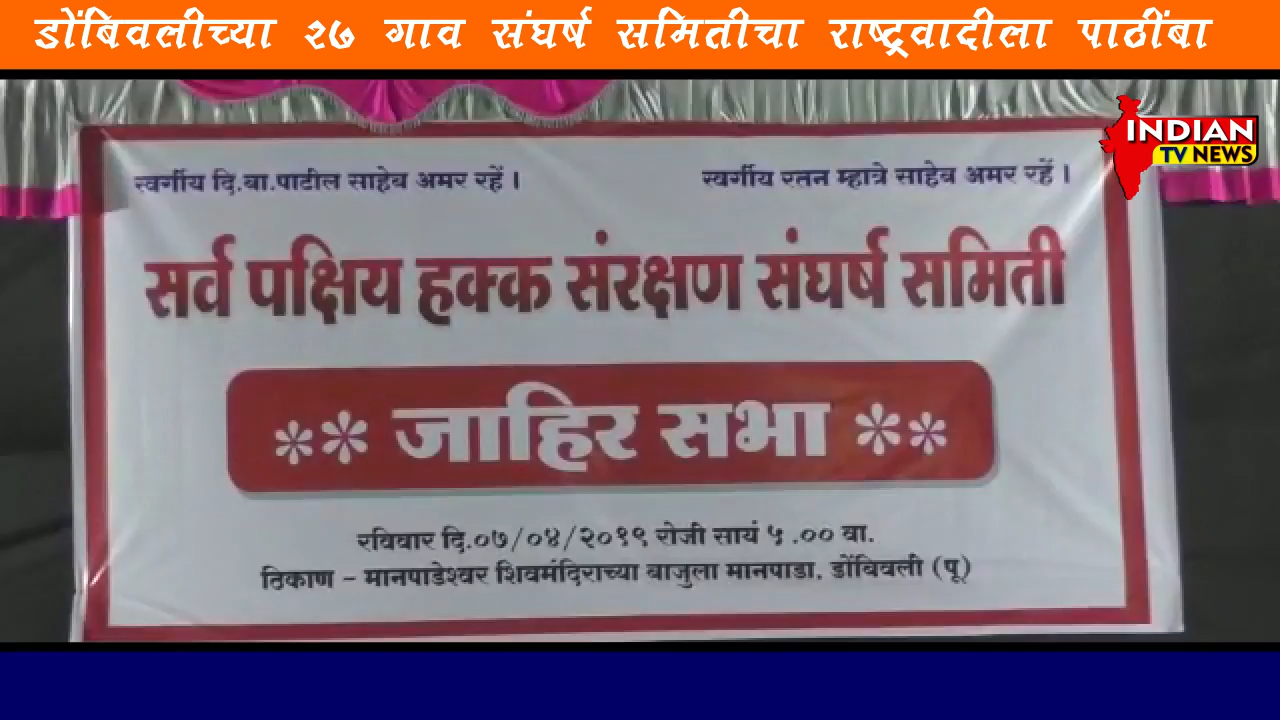 डोंबिवलीच्या २७ गाव संघर्ष समितीचा राष्ट्रवादीला पाठींबा
INDIAN
TV NEWS
स्वर्गीय दि.बा.पाटील साहेब अमर रहें । स्वर्गीय रतन म्हात्रे साहेब अमर रहें ।
सर्व पक्षिय हक्क संरक्षण संघर्ष समिती
जाहिर सभा
रविवार दि.०७/०४/२०१९ रोजी सायं ५.०० वा.
ठिकाण - मानपाडेश्वर शिवमंदिराच्या बाजुला मानपाडा. डोंबिवली (पू)